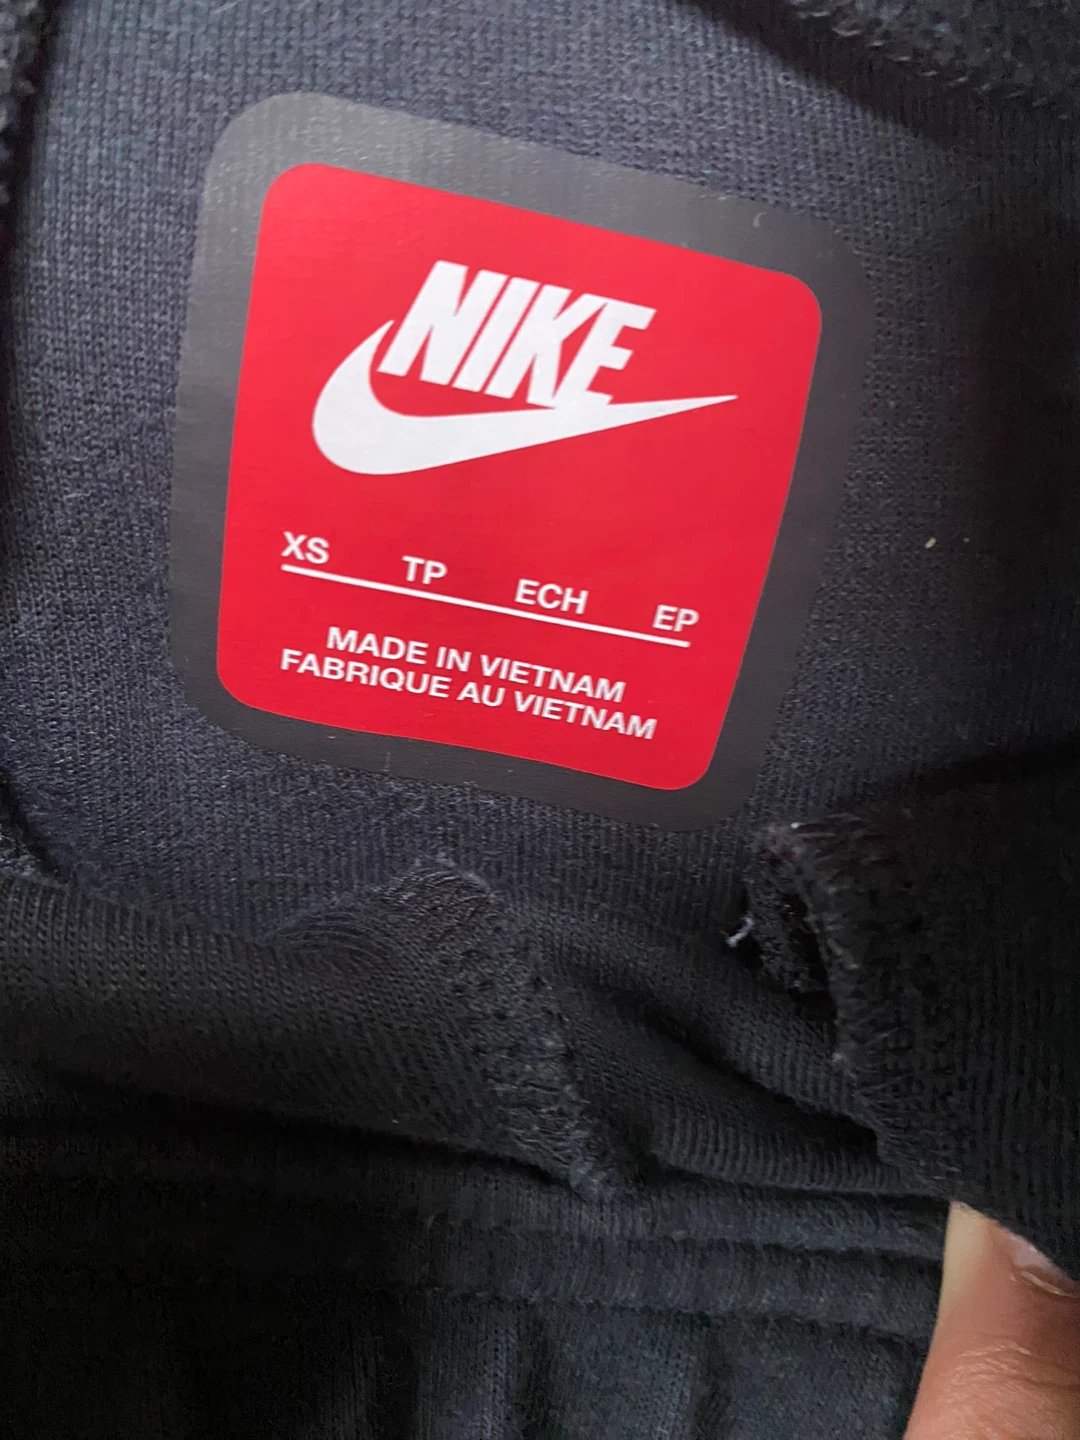 NIKE
XS TP ECH EP
MADE IN VIETNAM
FABRIQUE AU VIETNAM